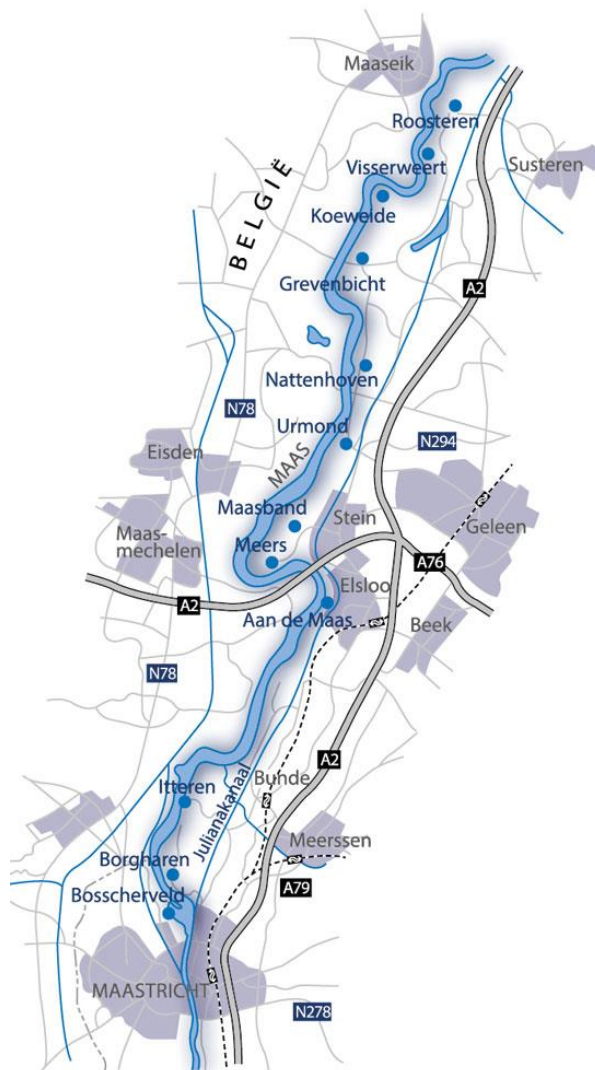 Maaseik
Roosteren
Visserweert
Susteren
BELGIË
Koeweide
Grevenbicht
A2
Nattenhoven
N78
Urmond
N294
Eisden
MAAS
Maasband
Stein
Geleen
Maas-
mechelen
Meers
A76
Elsloo
A2
Aan de Maas
Beek
N78
A2
Bunde
Itteren
Julianakanaal
Meerssen
Borgharen
A79
Bosscherveld
MAASTRICHT
N278